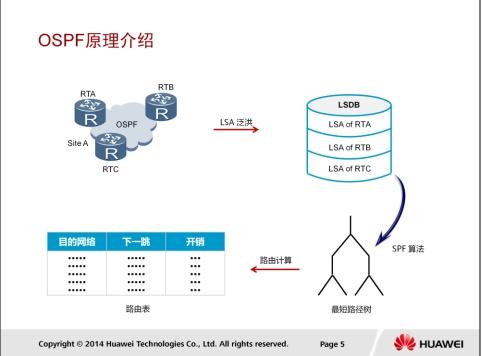 OSPF原理介绍
RTA
RTB
R
R
OSPF
Site A
R
RTC
LSA 泛洪
LSDB
LSA of RTA
LSA of RTB
LSA of RTC
SPF 算法
目的网络 下一跳 开销
路由计算
路由表
最短路径树
Copyright © 2014 Huawei Technologies Co., Ltd. All rights reserved.
Page 5
HUAWEI